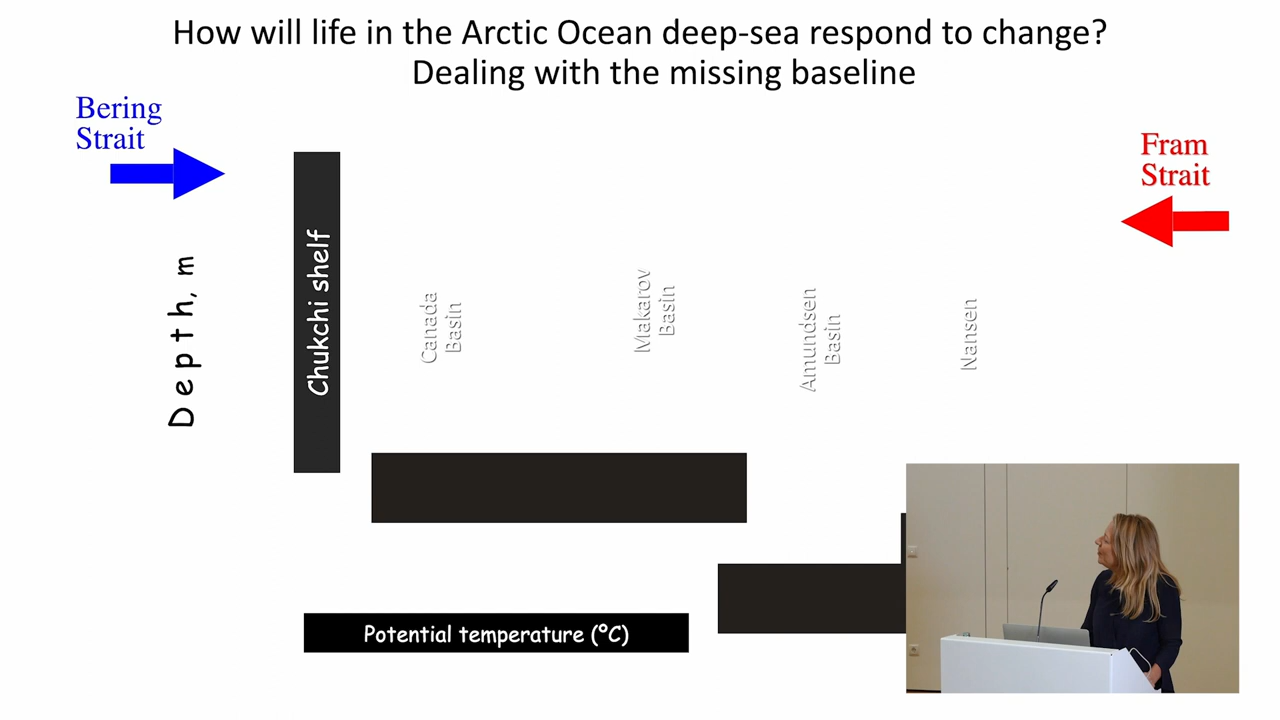 How will life in the Arctic Ocean deep-sea respond to change?
Dealing with the missing baseline
Bering
Strait
Fram
Strait
Depth, m
Chukchi shelf
Canada
Basin
Makarov
Basin
Amundsen
Basin
Nansen
Potential temperature (°C)